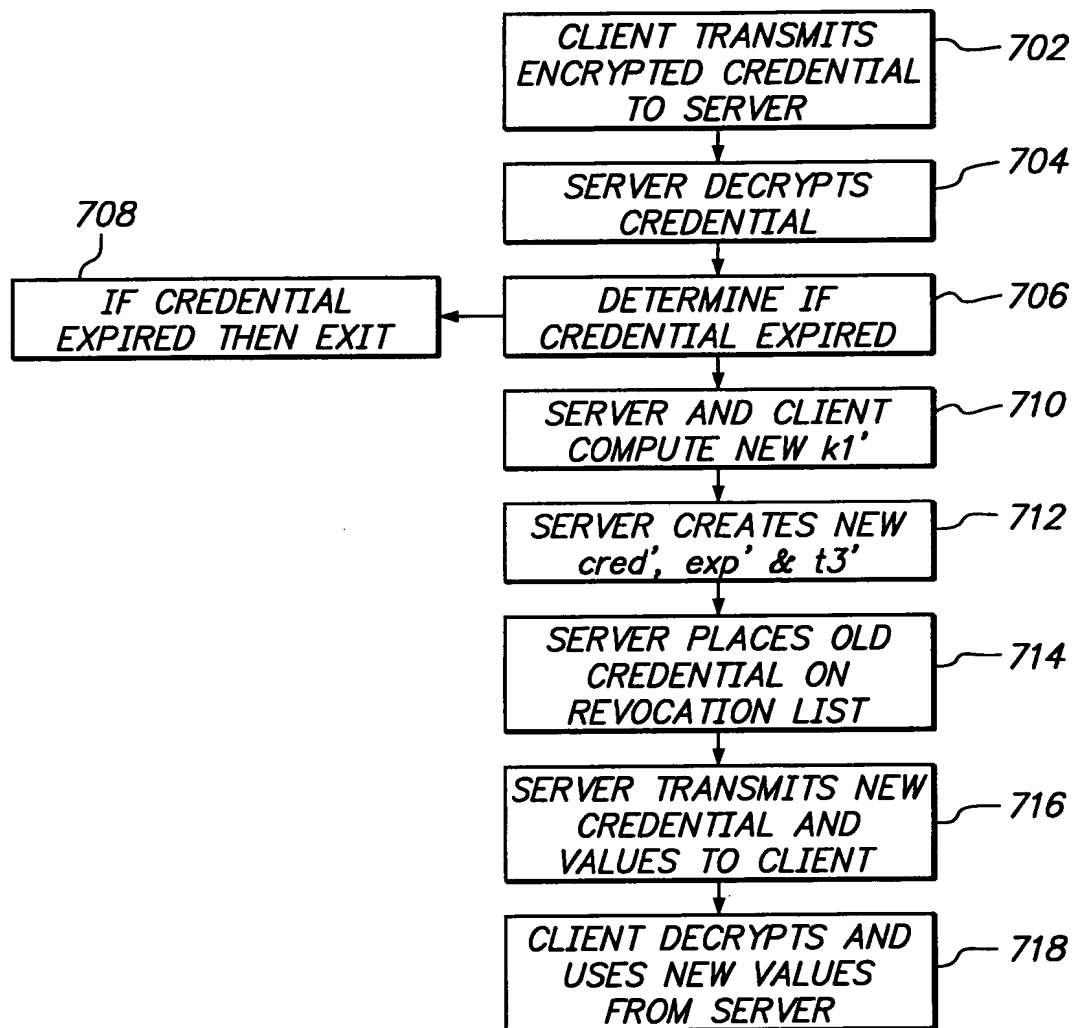 CLIENT TRANSMITS
ENCRYPTED CREDENTIAL
TO SERVER
702
SERVER DECRYPTS
CREDENTIAL
704
708
IF CREDENTIAL
EXPIRED THEN EXIT
DETERMINE IF
CREDENTIAL EXPIRED
706
SERVER AND CLIENT
COMPUTE NEW k1'
710
SERVER CREATES NEW
cred', exp' & t3'
712
SERVER PLACES OLD
CREDENTIAL ON
REVOCATION LIST
714
SERVER TRANSMITS NEW
CREDENTIAL AND
VALUES TO CLIENT
716
CLIENT DECRYPTS AND
USES NEW VALUES
FROM SERVER
718